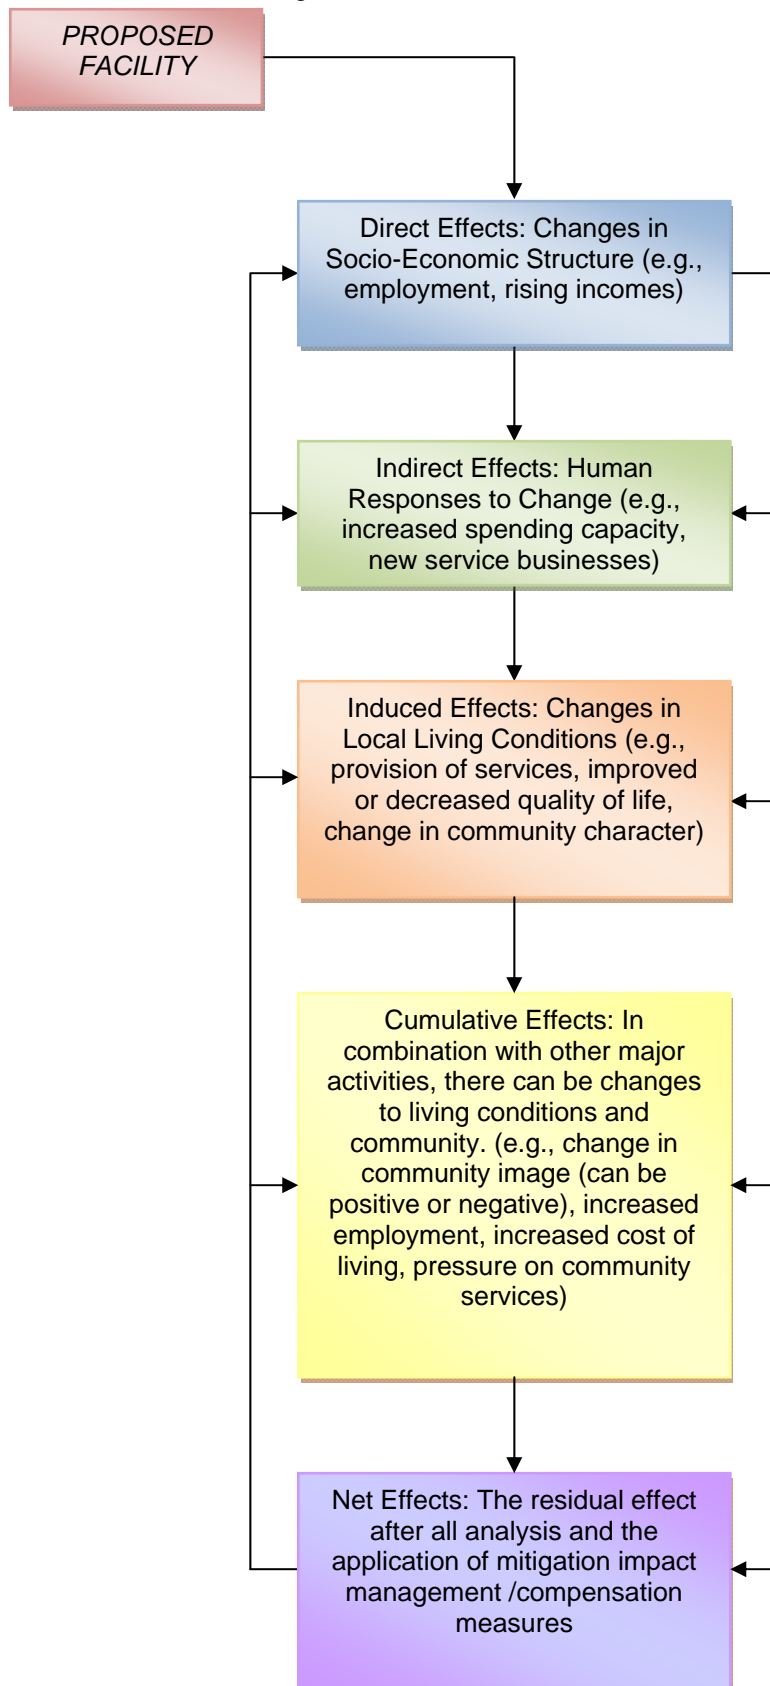 PROPOSED
FACILITY
Direct Effects: Changes in
Socio-Economic Structure (e.g.,
employment, rising incomes)
Indirect Effects: Human
Responses to Change (e.g.,
increased spending capacity,
new service businesses)
Induced Effects: Changes in
Local Living Conditions (e.g.,
provision of services, improved
or decreased quality of life,
change in community character)
Cumulative Effects: In
combination with other major
activities, there can be changes
to living conditions and
community. (e.g., change in
community image (can be
positive or negative), increased
employment, increased cost of
living, pressure on community
services)
Net Effects: The residual effect
after all analysis and the
application of mitigation impact
management /compensation
measures